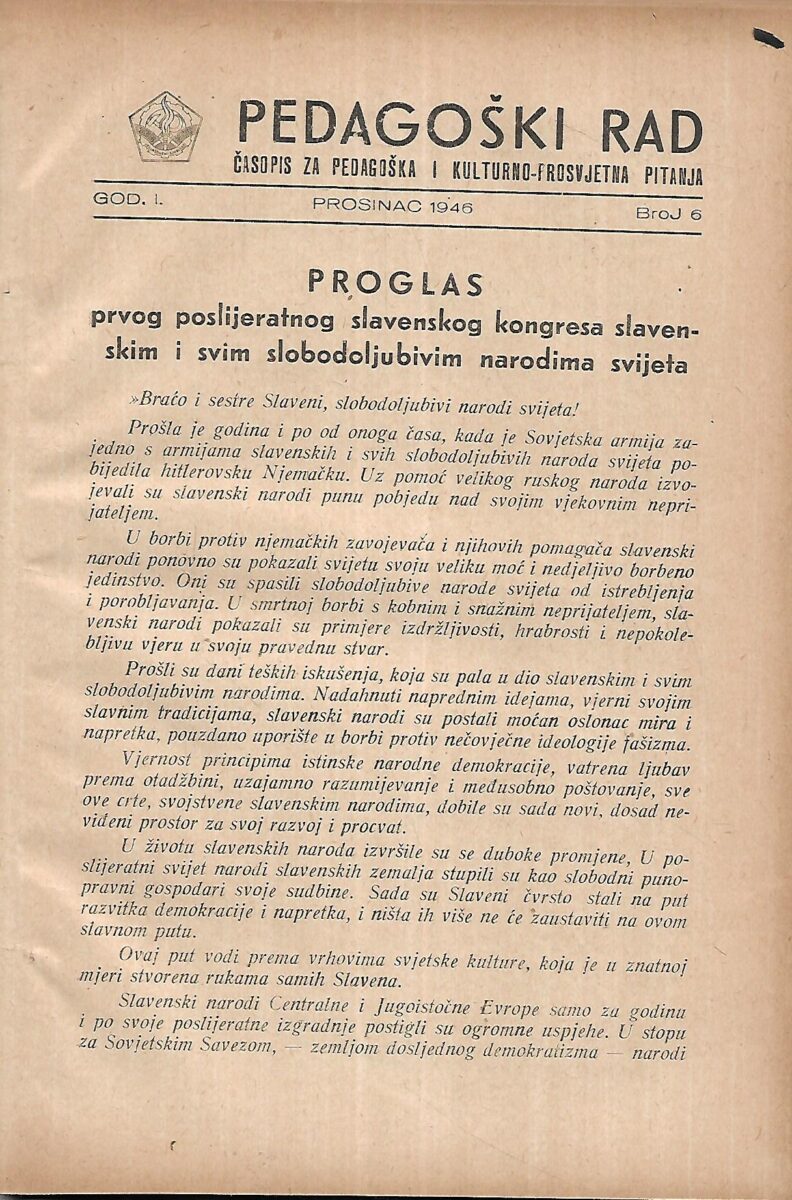 PEDAGOŠKI RAD
ČASOPIS ZA PEDAGOŠKA I KULTURNO-FROSVJETNA PITANJA
GOD. I. PROSINAC 1946 Broj 6
PROGLAS
prvog poslijeratnog slavenskog kongresa slaven-
skim i svim slobodoljubivim narodima svijeta
»Braćo i sestre Slaveni, slobodoljubivi narodi svijeta!
Prošla je godina i po od onoga časa, kada je Sovjetska armija za-
jedno s armijama slavenskih i svih slobodoljubivih naroda svijeta po-
bijedila hitlerovsku Njemačku. Uz pomoć velikog ruskog naroda izvo-
jevali su slavenski narodi punu pobjedu nad svojim vjekovnim nepri-
jateljem.
U borbi protiv njemačkih zavojevača i njihovih pomagača slavenski
narodi ponovno su pokazali svijetu svoju veliku moć i nedjeljivo borbeno
jedinstvo. Oni su spasili slobodoljubive narode svijeta od istrebljenja
i porobljavanja. U smrtnoj borbi s kobnim i snažnim neprijateljem, sla-
venski narodi pokazali su primjere izdržljivosti, hrabrosti i nepokole-
bljivu vjeru u svoju pravednu stvar.
Prošli su dani teških iskušenja, koja su pala u dio slavenskim i svim
slobodoljubivim narodima. Nadahnuti naprednim idejama, vjerni svojim
slavnim tradicijama, slavenski narodi su postali moćan oslonac mira i
napretka, pouzdano uporište u borbi protiv nečovječne ideologije fašizma.
Vjernost principima istinske narodne demokracije, vatrena ljubav
prema otadžbini, uzajamno razumijevanje i međusobno poštovanje, sve
ove crte, svojstvene slavenskim narodima, dobile su sada novi, dosad ne-
viđeni prostor za svoj razvoj i procvat.
U životu slavenskih naroda izvršile su se duboke promjene, U po-
slijeratni svijet narodi slavenskih zemalja stupili su kao slobodni puno-
pravni gospodari svoje sudbine. Sada su Slaveni čvrsto stali na put
razvitka demokracije i napretka, i ništa ih više ne će zaustaviti na ovom
slavnom putu.
Ovaj put vodi prema vrhovima svjetske kulture, koja je u znatnoj
mjeri stvorena rukama samih Slavena.
Slavenski narodi Centralne i Jugoistočne Evrope samo za godinu
i po svoje poslijeratne izgradnje postigli su ogromne uspjehe. U stopu
za Sovjetskim Savezom, — zemljom dosljednog demokratizma — narodi